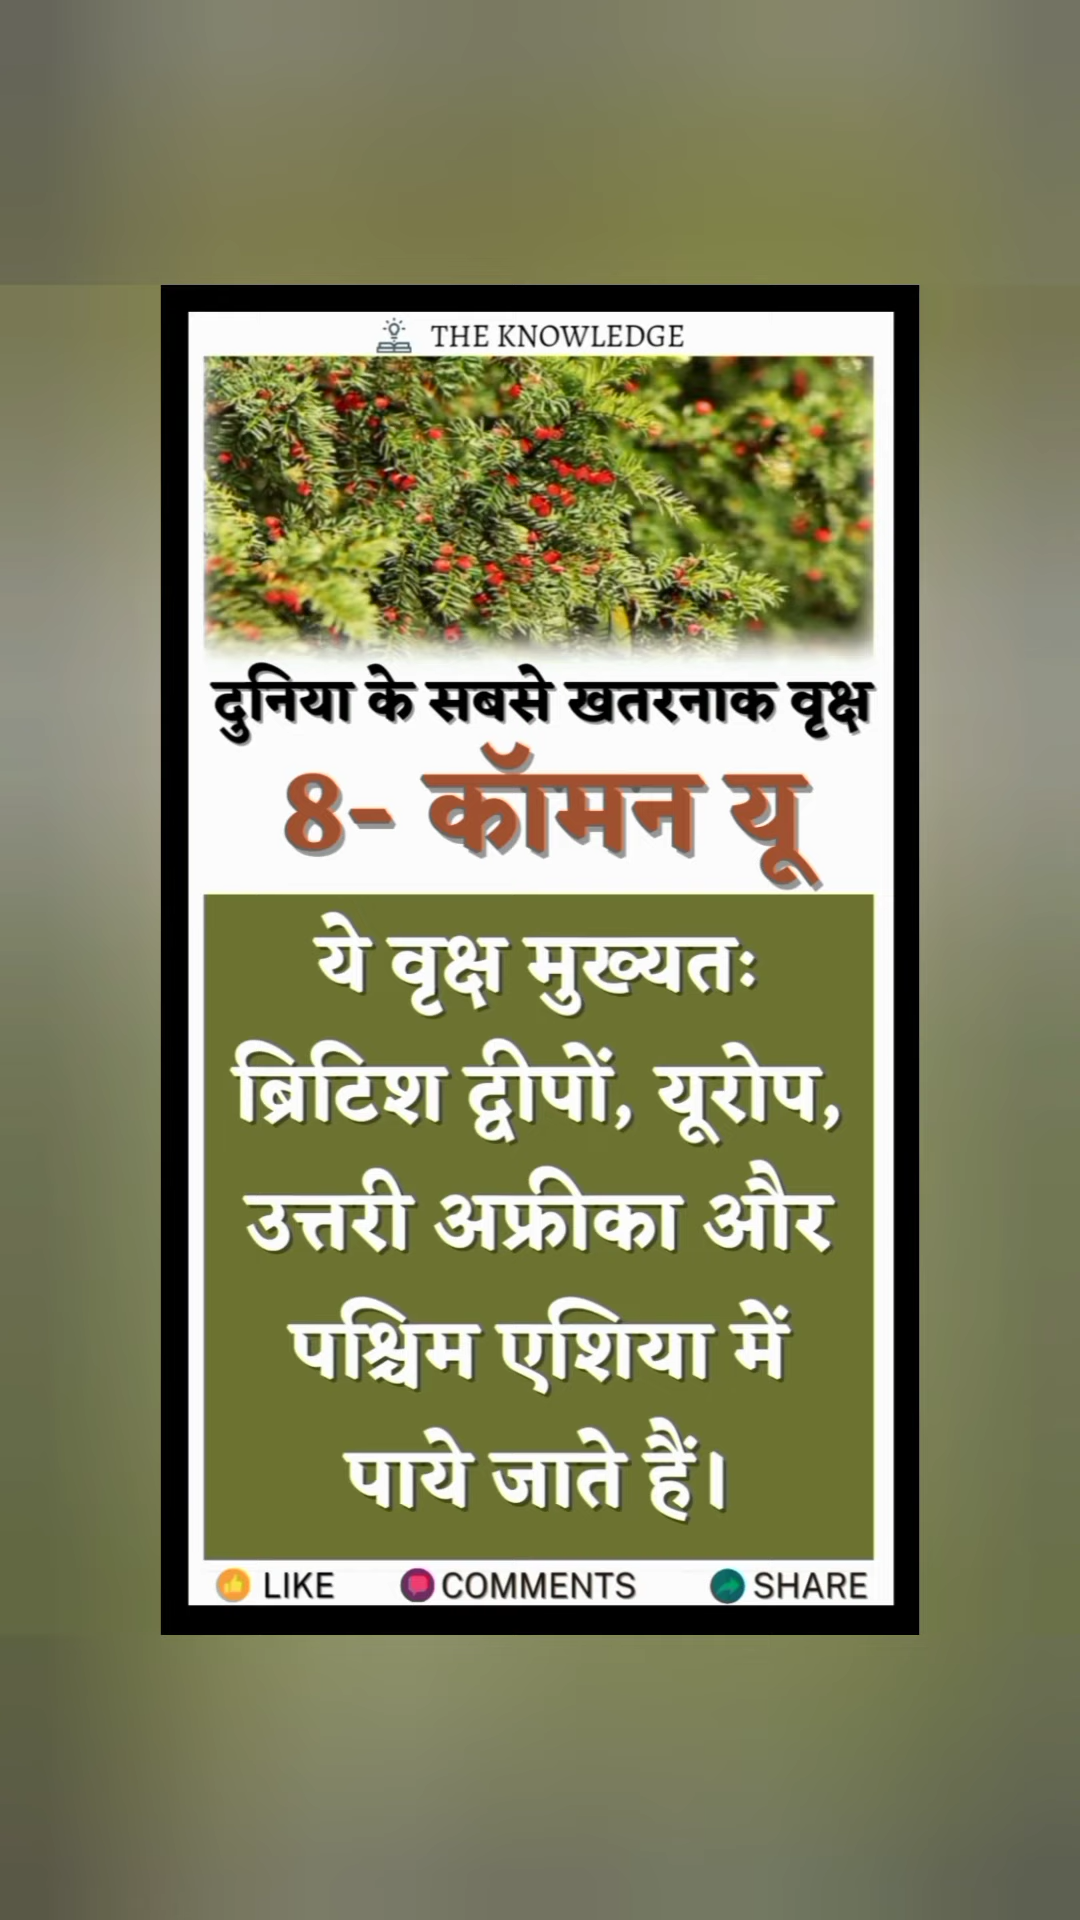 THE KNOWLEDGE
दुनिया के सबसे खतरनाक वृक्ष
8- कॉमन यू
ये वृक्ष मुख्यतः
ब्रिटिश द्वीपों, यूरोप,
उत्तरी अफ्रीका और
पश्चिम एशिया में
पाये जाते हैं।
LIKE COMMENTS SHARE